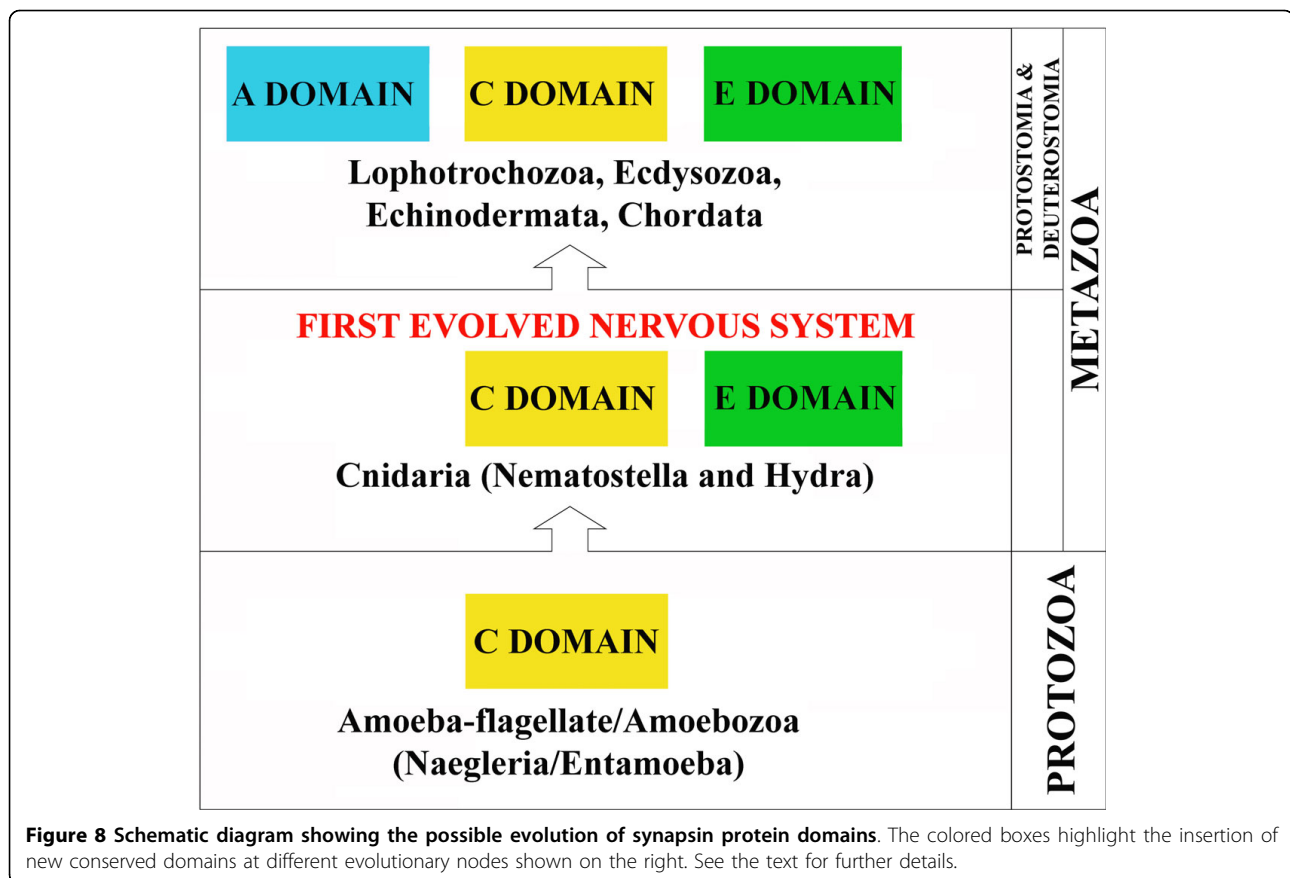 A DOMAIN
C DOMAIN
E DOMAIN
Lophotrochozoa, Ecdysozoa,
Echinodermata, Chordata
PROTOSTOMIA &
DEUTEROSTOMIA
METAZOA
FIRST EVOLVED NERVOUS SYSTEM
C DOMAIN
E DOMAIN
Cnidaria (Nematostella and Hydra)
C DOMAIN
Amoeba-flagellate/Amoebozoa
(Naegleria/Entamoeba)
PROTOZOA
Figure 8 Schematic diagram showing the possible evolution of synapsin protein domains. The colored boxes highlight the insertion of
new conserved domains at different evolutionary nodes shown on the right. See the text for further details.